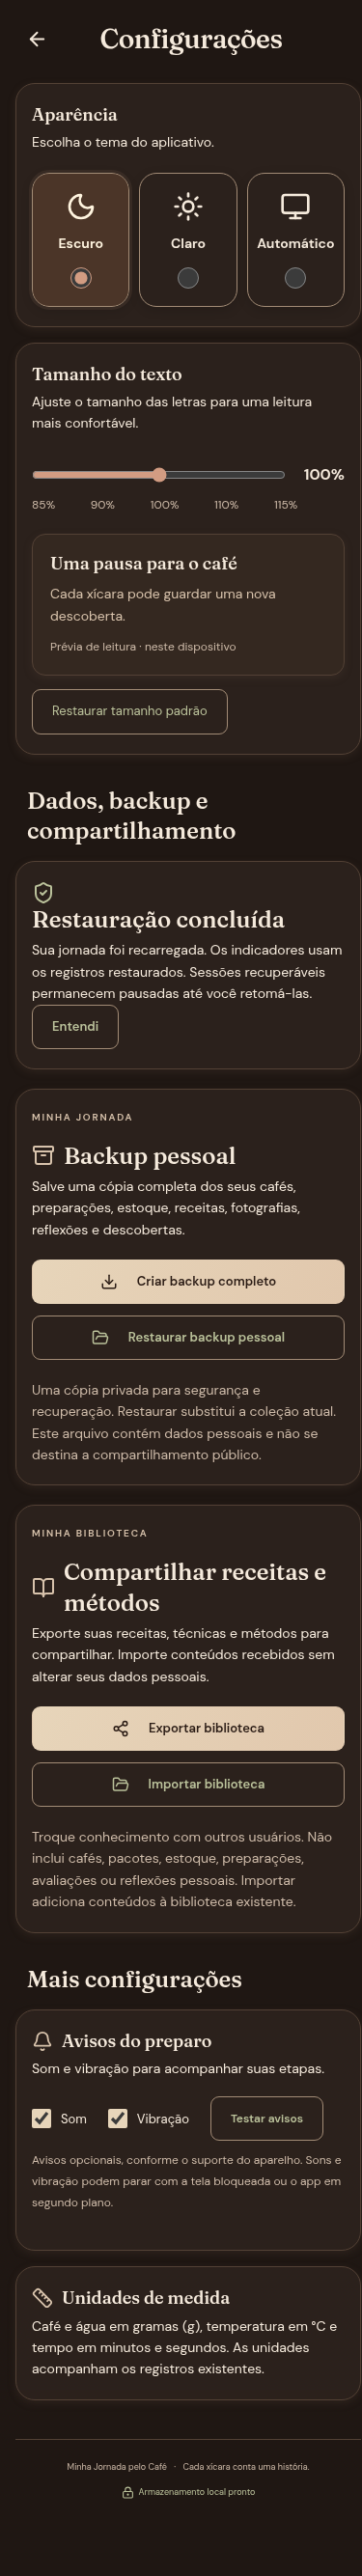 Configurações
Aparência
Escolha o tema do aplicativo.
Escuro
Claro
Automático
Tamanho do texto
Ajuste o tamanho das letras para uma leitura
mais confortável.
100%
85% 90% 100% 110% 115%
Uma pausa para o café
Cada xícara pode guardar uma nova
descoberta.
Prévia de leitura · neste dispositivo
Restaurar tamanho padrão
Dados, backup e
compartilhamento
Restauração concluída
Sua jornada foi recarregada. Os indicadores usam
os registros restaurados. Sessões recuperáveis
permanecem pausadas até você retomá-las.
Entendi
MINHA JORNADA
Backup pessoal
Salve uma cópia completa dos seus cafés,
preparações, estoque, receitas, fotografias,
reflexões e descobertas.
Criar backup completo
Restaurar backup pessoal
Uma cópia privada para segurança e
recuperação. Restaurar substitui a coleção atual.
Este arquivo contém dados pessoais e não se
destina a compartilhamento público.
MINHA BIBLIOTECA
Compartilhar receitas e
métodos
Exporte suas receitas, técnicas e métodos para
compartilhar. Importe conteúdos recebidos sem
alterar seus dados pessoais.
Exportar biblioteca
Importar biblioteca
Troque conhecimento com outros usuários. Não
inclui cafés, pacotes, estoque, preparações,
avaliações ou reflexões pessoais. Importar
adiciona conteúdos à biblioteca existente.
Mais configurações
Avisos do preparo
Som e vibração para acompanhar suas etapas.
Som
Vibração
Testar avisos
Avisos opcionais, conforme o suporte do aparelho. Sons e
vibração podem parar com a tela bloqueada ou o app em
segundo plano.
Unidades de medida
Café e água em gramas (g), temperatura em °C e
tempo em minutos e segundos. As unidades
acompanham os registros existentes.
Minha Jornada pelo Café · Cada xícara conta uma história.
Armazenamento local pronto